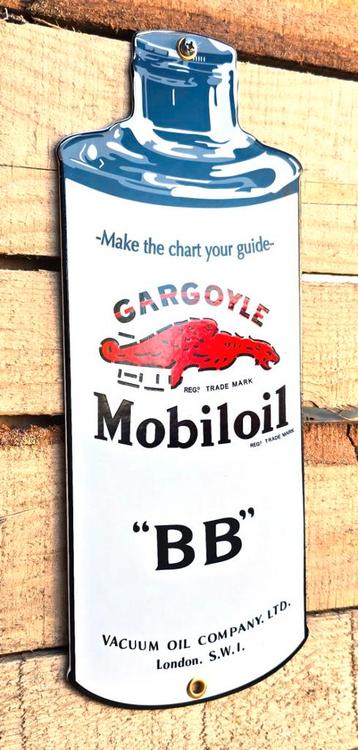 -Make the chart your guide-
GARGOYLE
REGD TRADE MARK
Mobiloil
REGD TRADE MARK
“BB”
VACUUM OIL COMPANY. LTD.
London. S.W.I.